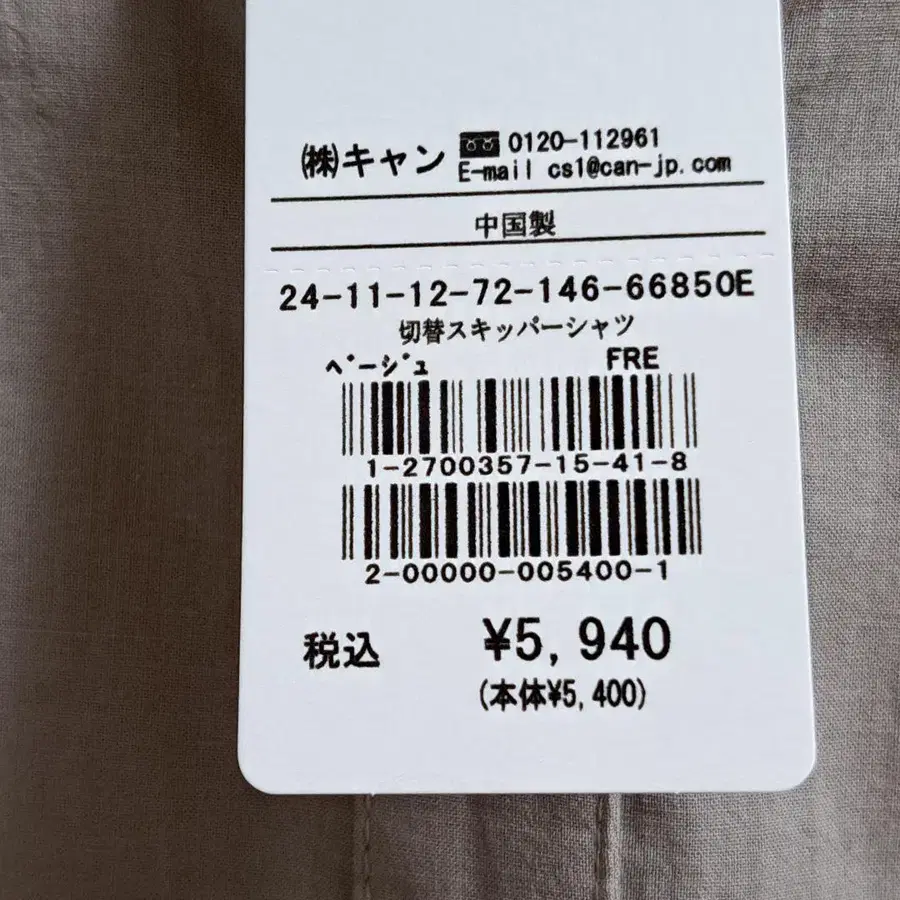 ㈱キャン 0120-112961
E-mail cs1@can-jp.com
中国製
24-11-12-72-146-66850E
切替スキッパーシャツ
ﾍﾞｰｼﾞｭ FRE
1-2700357-15-41-8
2-00000-005400-1
税込 ¥5,940
(本体¥5,400)